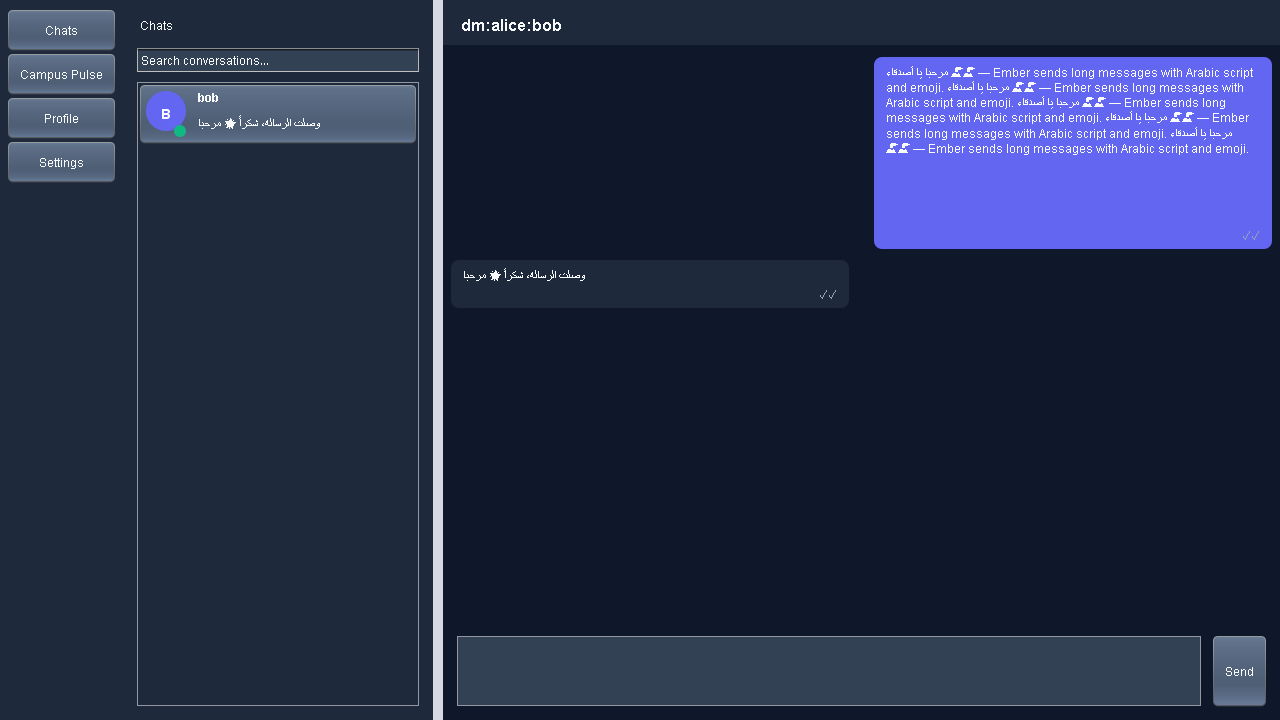 Chats
Campus Pulse
Profile
Settings
Chats
Search conversations...
B
bob
وصلت الرسالة، شكراً 🌟 مرحبا
dm:alice:bob
مرحبا يا أصدقاء 🌊🌊 — Ember sends long messages with Arabic script
and emoji. مرحبا يا أصدقاء 🌊🌊 — Ember sends long messages with
Arabic script and emoji. مرحبا يا أصدقاء 🌊🌊 — Ember sends long
messages with Arabic script and emoji. مرحبا يا أصدقاء 🌊🌊 — Ember
sends long messages with Arabic script and emoji. مرحبا يا أصدقاء
🌊🌊 — Ember sends long messages with Arabic script and emoji.
✓✓
وصلت الرسالة، شكراً 🌟 مرحبا
✓✓
Send